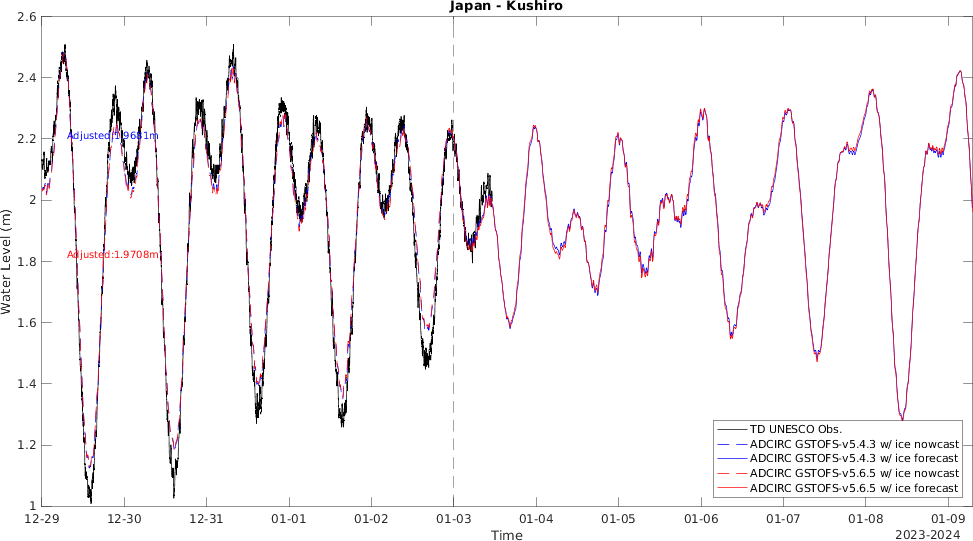 Japan - Kushiro
2.6
2.4
2.2
2
1.8
1.6
1.4
1.2
1
Water Level (m)
Adjusted:1.9681m
Adjusted:1.9708m
TD UNESCO Obs.
ADCIRC GSTOFS-v5.4.3 w/ ice nowcast
ADCIRC GSTOFS-v5.4.3 w/ ice forecast
ADCIRC GSTOFS-v5.6.5 w/ ice nowcast
ADCIRC GSTOFS-v5.6.5 w/ ice forecast
12-29 12-30 12-31 01-01 01-02 01-03 01-04 01-05 01-06 01-07 01-08 01-09
Time
2023-2024